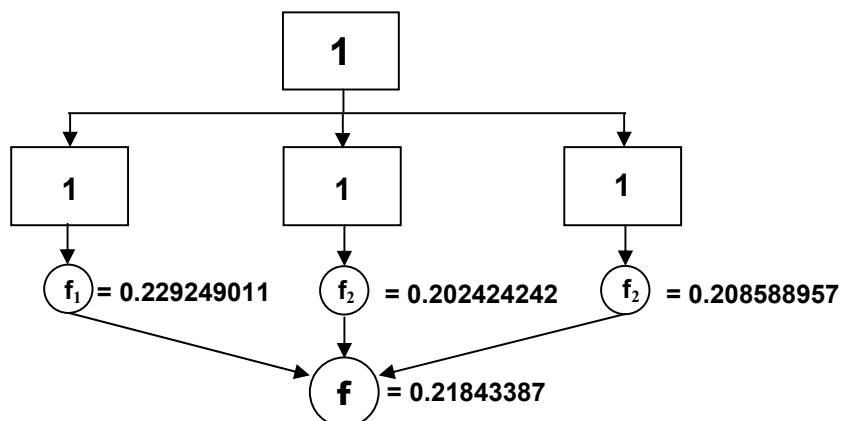 1
1
1
1
f₁ = 0.229249011
f₂ = 0.202424242
f₂ = 0.208588957
f = 0.21843387